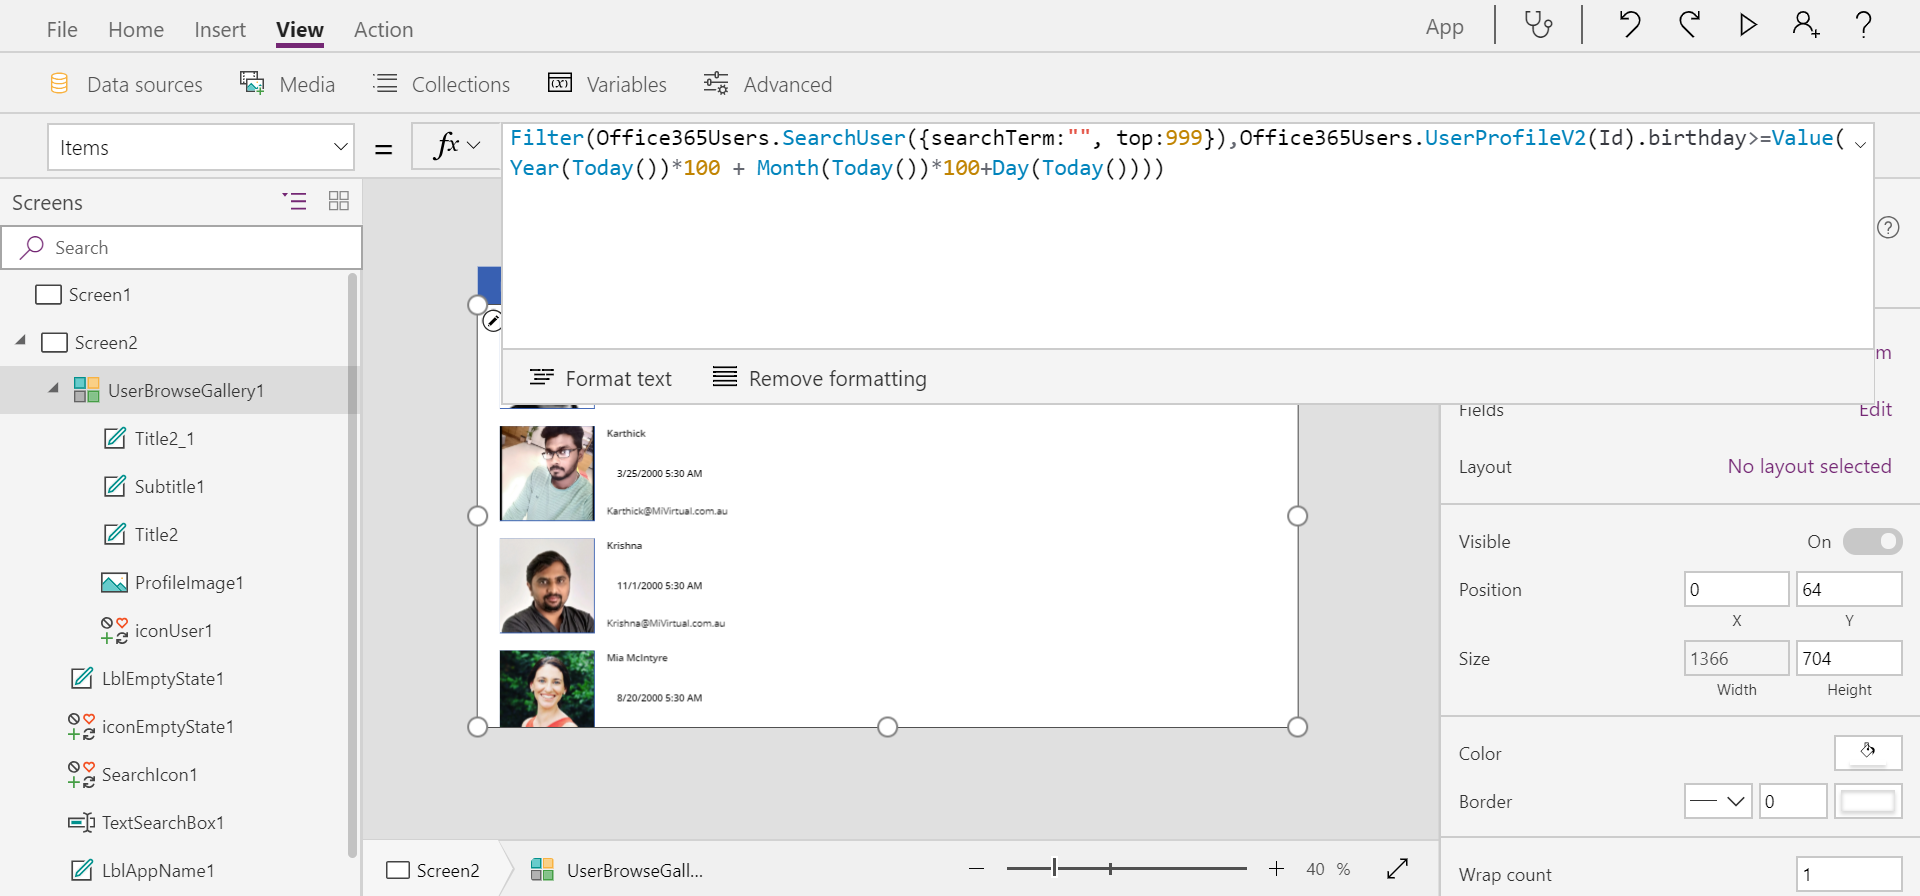 File Home Insert View Action App
Data sources Media Collections Variables Advanced
Items = fx
Filter(Office365Users.SearchUser({searchTerm:"", top:999}),Office365Users.UserProfileV2(Id).birthday>=Value(
Year(Today())*100 + Month(Today())*100+Day(Today())))
Format text Remove formatting
Screens
Search
Screen1
Screen2
UserBrowseGallery1
Title2_1
Subtitle1
Title2
ProfileImage1
iconUser1
LblEmptyState1
iconEmptyState1
SearchIcon1
TextSearchBox1
LblAppName1
Karthick
3/25/2000 5:30 AM
Karthick@MiVirtual.com.au
Krishna
11/1/2000 5:30 AM
Krishna@MiVirtual.com.au
Mia McIntyre
8/20/2000 5:30 AM
m
Fields Edit
Layout No layout selected
Visible On
Position 0 64
X Y
Size 1366 704
Width Height
Color
Border 0
Wrap count 1
Screen2 UserBrowseGall... 40 %